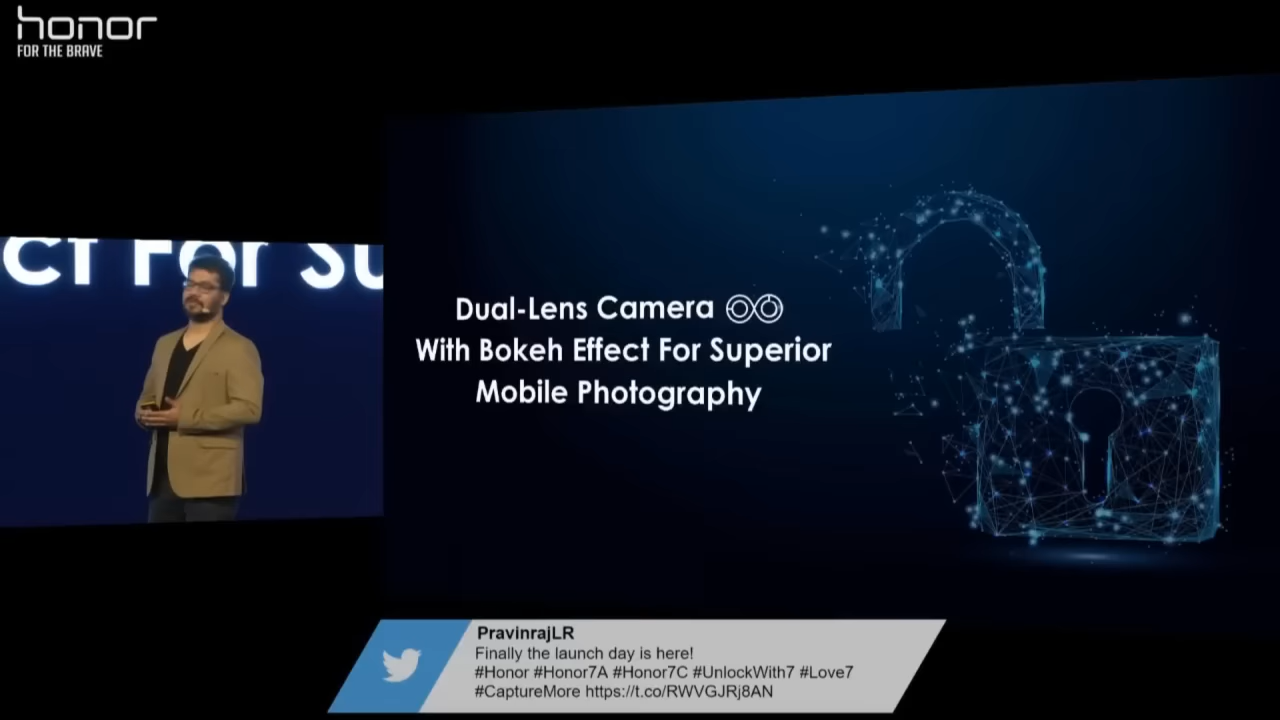 honor
FOR THE BRAVE
ct For Su
Dual-Lens Camera
With Bokeh Effect For Superior
Mobile Photography
PravinrajLR
Finally the launch day is here!
#Honor #Honor7A #Honor7C #UnlockWith7 #Love7
#CaptureMore https://t.co/RWVGJRj8AN